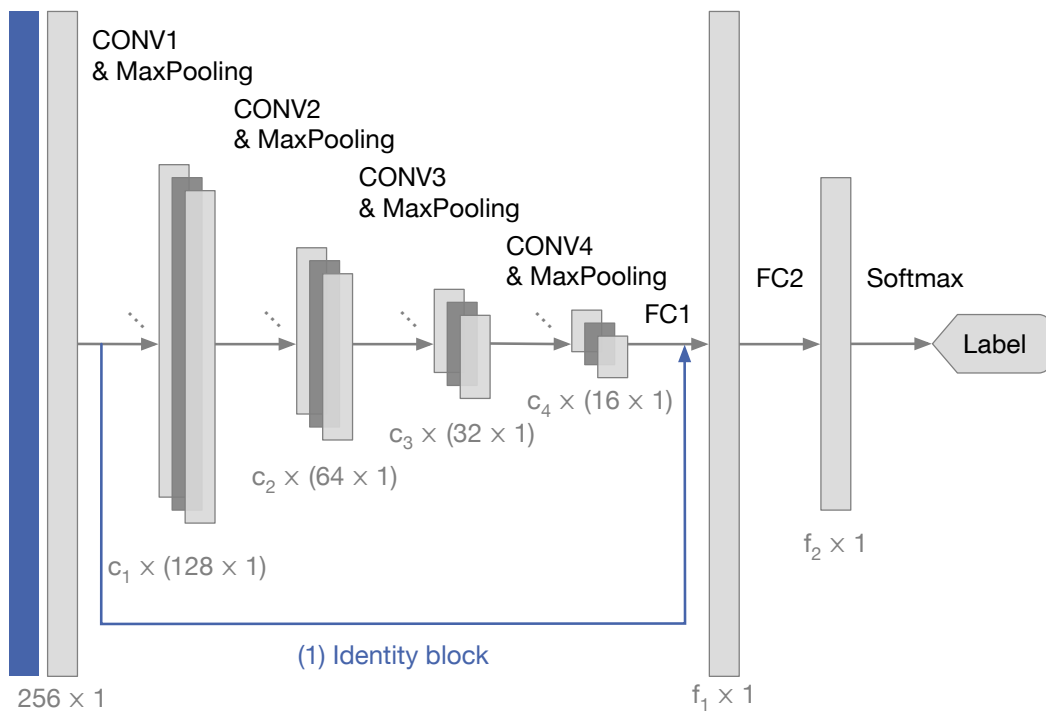 CONV1
& MaxPooling
CONV2
& MaxPooling
CONV3
& MaxPooling
CONV4
& MaxPooling
FC1
FC2
Softmax
Label
c₄ × (16 × 1)
c₃ × (32 × 1)
c₂ × (64 × 1)
c₁ × (128 × 1)
f₂ × 1
(1) Identity block
256 × 1
f₁ × 1